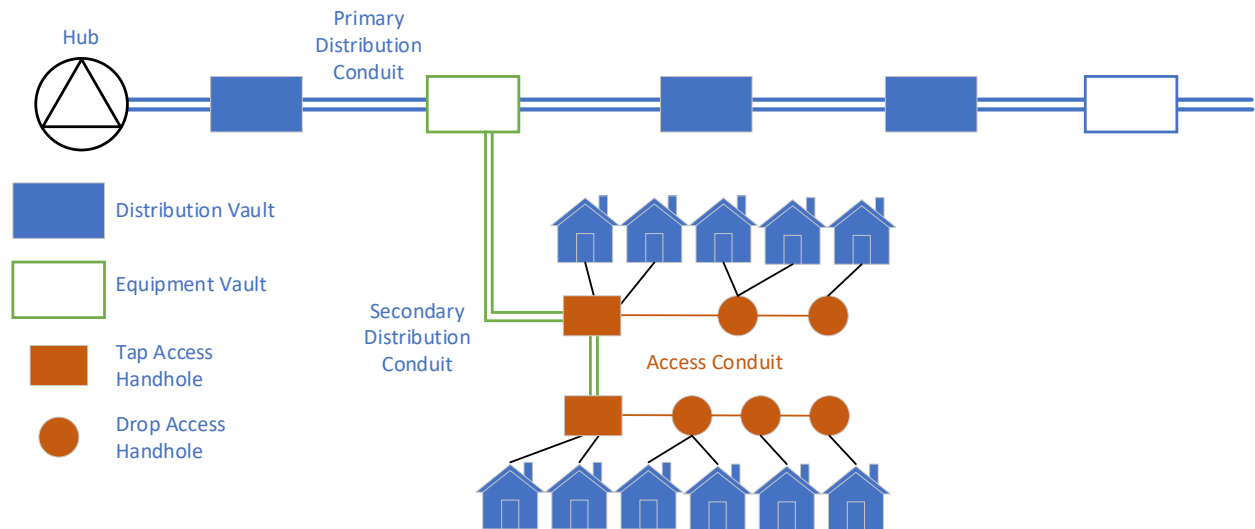 Hub
Primary
Distribution
Conduit
Distribution Vault
Equipment Vault
Secondary
Distribution
Conduit
Tap Access
Handhole
Access Conduit
Drop Access
Handhole